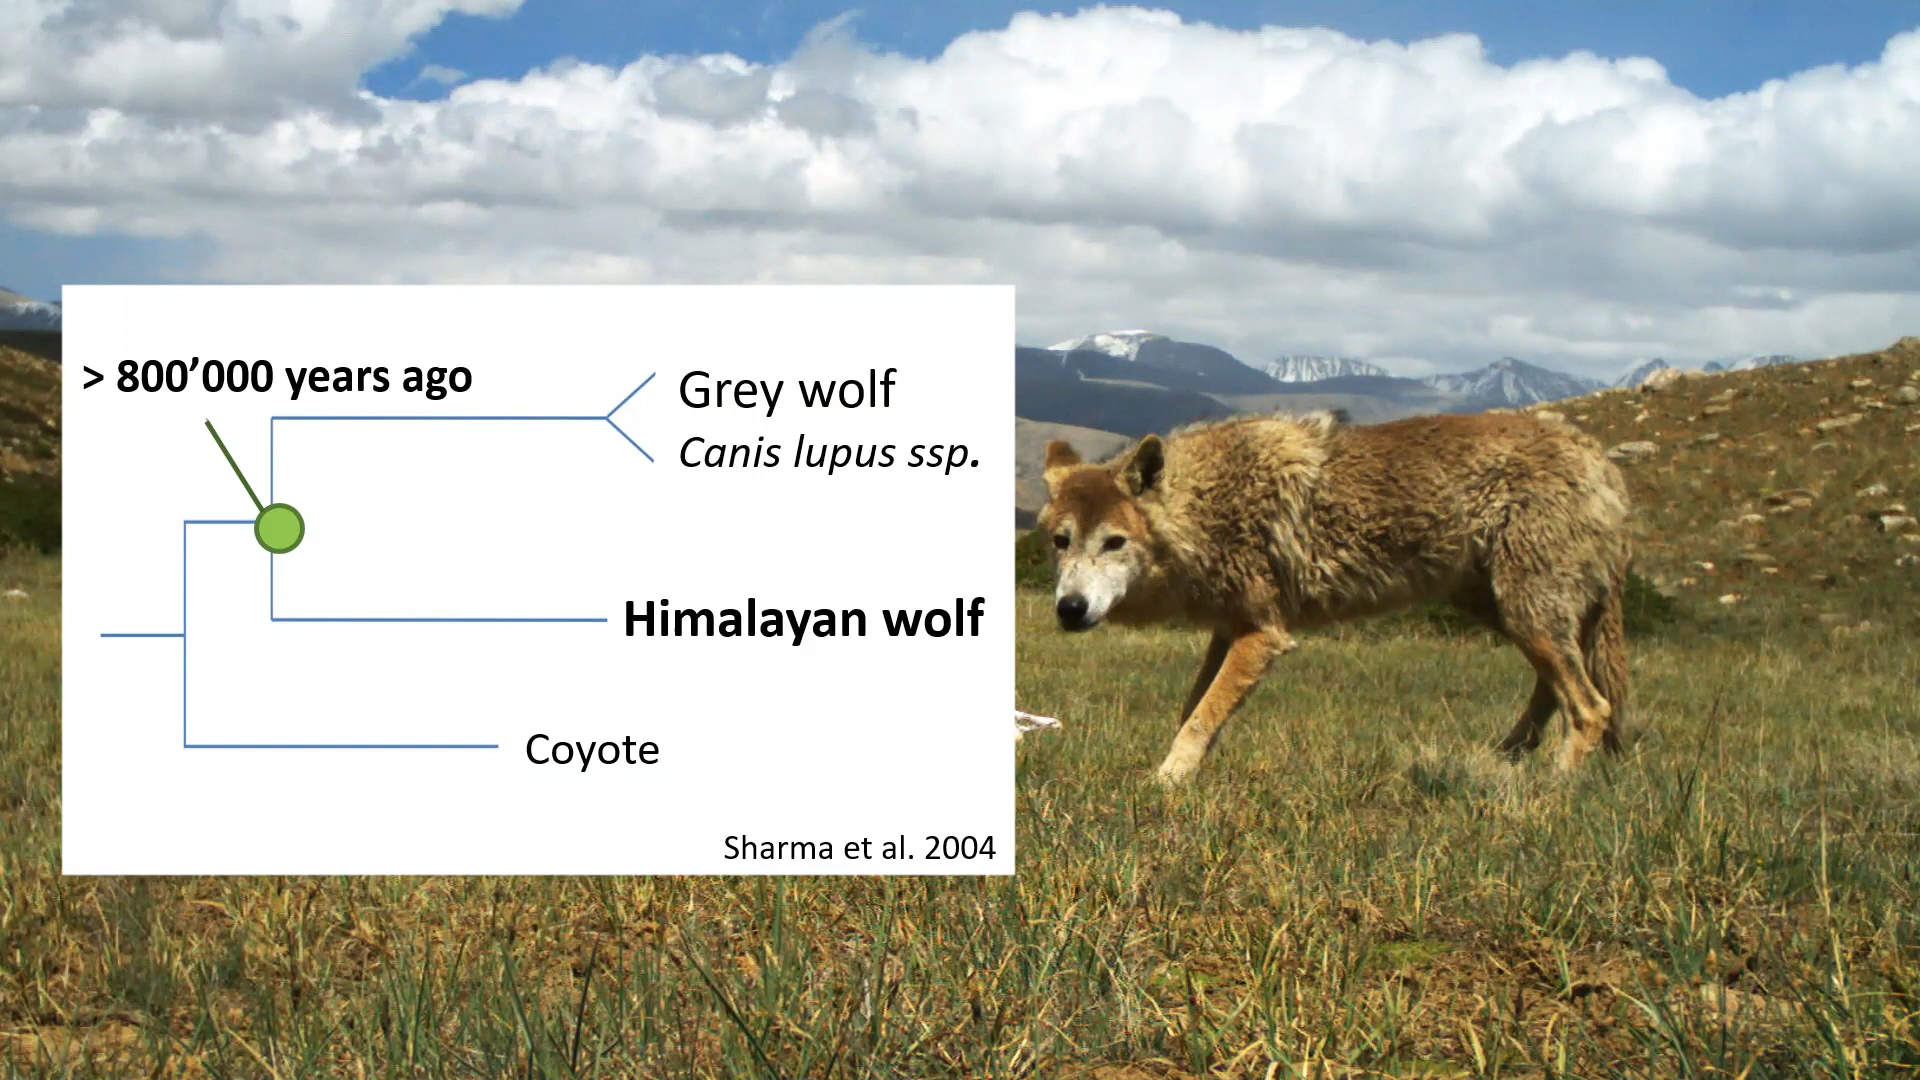 > 800’000 years ago
Grey wolf
Canis lupus ssp.
Himalayan wolf
Coyote
Sharma et al. 2004